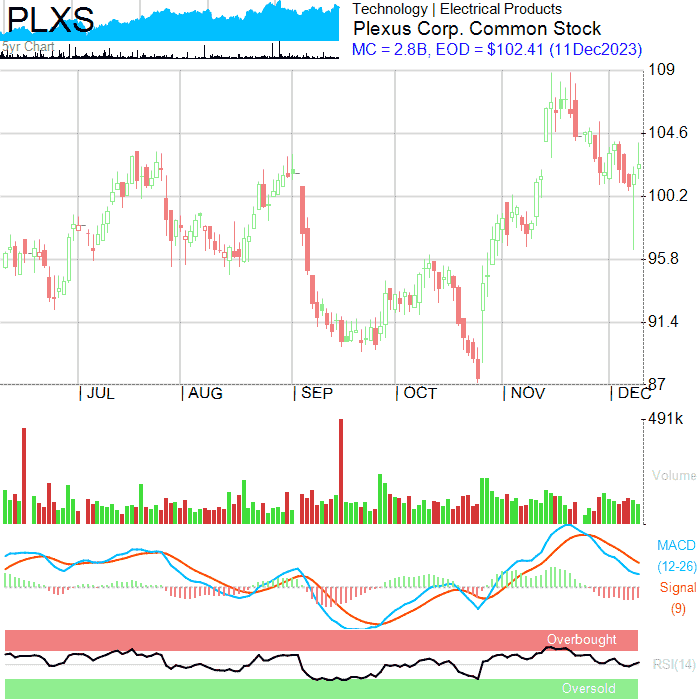 PLXS
5yr Chart
Technology | Electrical Products
Plexus Corp. Common Stock
MC = 2.8B, EOD = $102.41 (11Dec2023)
109
104.6
100.2
95.8
91.4
87
| JUL | AUG | SEP | OCT | NOV | DEC
491k
Volume
MACD
(12-26)
Signal
(9)
Overbought
RSI(14)
Oversold